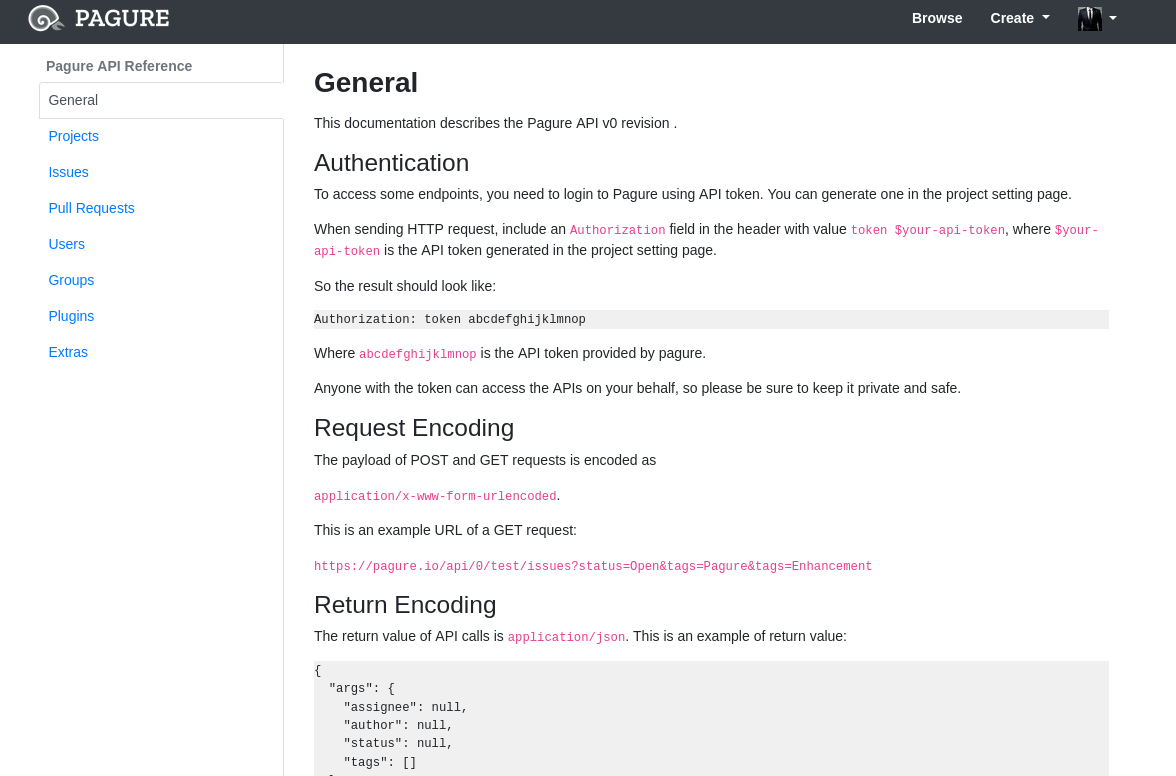 PAGURE
Browse
Create
Pagure API Reference
General
Projects
Issues
Pull Requests
Users
Groups
Plugins
Extras
General
This documentation describes the Pagure API v0 revision .
Authentication
To access some endpoints, you need to login to Pagure using API token. You can generate one in the project setting page.
When sending HTTP request, include an Authorization field in the header with value token $your-api-token, where $your-
api-token is the API token generated in the project setting page.
So the result should look like:
Authorization: token abcdefghijklmnop
Where abcdefghijklmnop is the API token provided by pagure.
Anyone with the token can access the APIs on your behalf, so please be sure to keep it private and safe.
Request Encoding
The payload of POST and GET requests is encoded as
application/x-www-form-urlencoded.
This is an example URL of a GET request:
https://pagure.io/api/0/test/issues?status=Open&tags=Pagure&tags=Enhancement
Return Encoding
The return value of API calls is application/json. This is an example of return value:
{
  "args": {
    "assignee": null,
    "author": null,
    "status": null,
    "tags": []